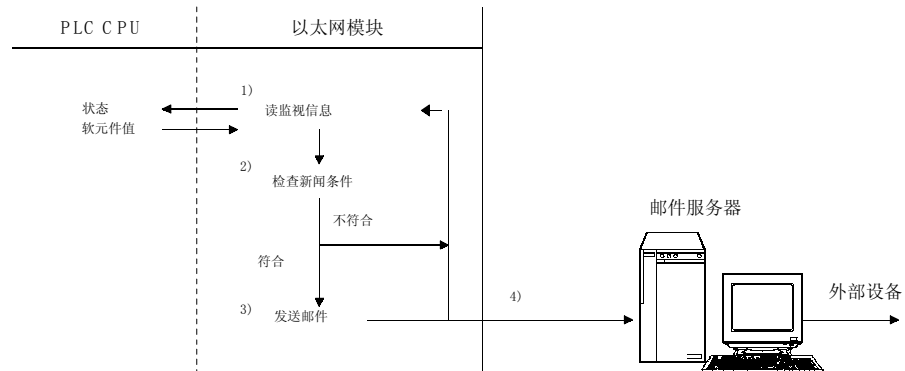 PLC CPU
以太网模块
1)
状态
读监视信息
软元件值
2)
检查新闻条件
不符合
邮件服务器
符合
外部设备
4)
3)
发送邮件